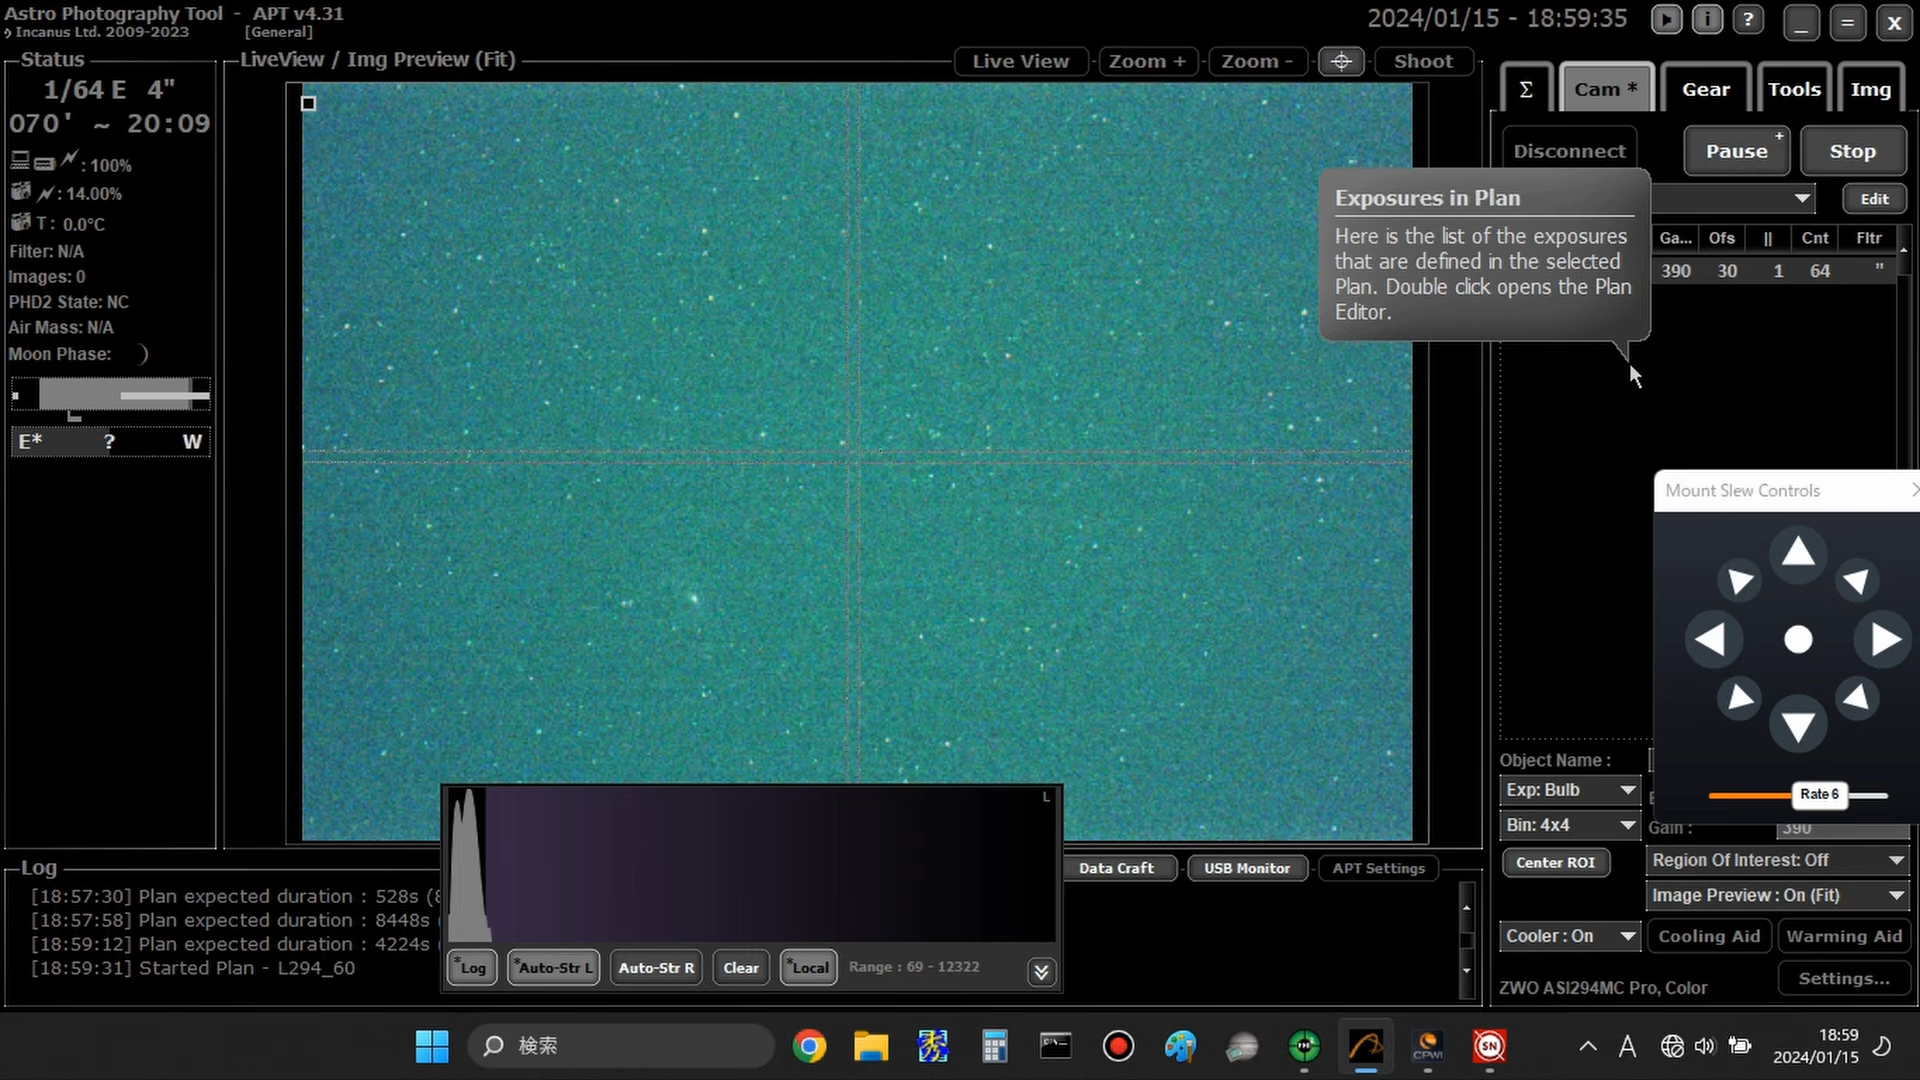 Astro Photography Tool - APT v4.31
Incanus Ltd. 2009-2023 [General]
2024/01/15 - 18:59:35
i
?
_
=
X
Status
1/64 E 4"
070' ~ 20:09
: 100%
: 14.00%
T: 0.0°C
Filter: N/A
Images: 0
PHD2 State: NC
Air Mass: N/A
Moon Phase:
E* ? W
LiveView / Img Preview (Fit)
Live View
Zoom +
Zoom -
Shoot
Σ
Cam *
Gear
Tools
Img
Disconnect
Pause +
Stop
Edit
Ga... Ofs || Cnt Fltr
390 30 1 64 "
Exposures in Plan
Here is the list of the exposures
that are defined in the selected
Plan. Double click opens the Plan
Editor.
Mount Slew Controls
Rate 6
Object Name :
Exp: Bulb
Bin: 4x4
Gain : 390
Center ROI
Region Of Interest: Off
Image Preview : On (Fit)
Cooler : On
Cooling Aid
Warming Aid
Settings...
ZWO ASI294MC Pro, Color
Log
[18:57:30] Plan expected duration : 528s (
[18:57:58] Plan expected duration : 8448s
[18:59:12] Plan expected duration : 4224s
[18:59:31] Started Plan - L294_60
L
*Log
*Auto-Str L
Auto-Str R
Clear
*Local
Range : 69 - 12322
Data Craft
USB Monitor
APT Settings
検索
秀
CPWI
SN
A
18:59
2024/01/15